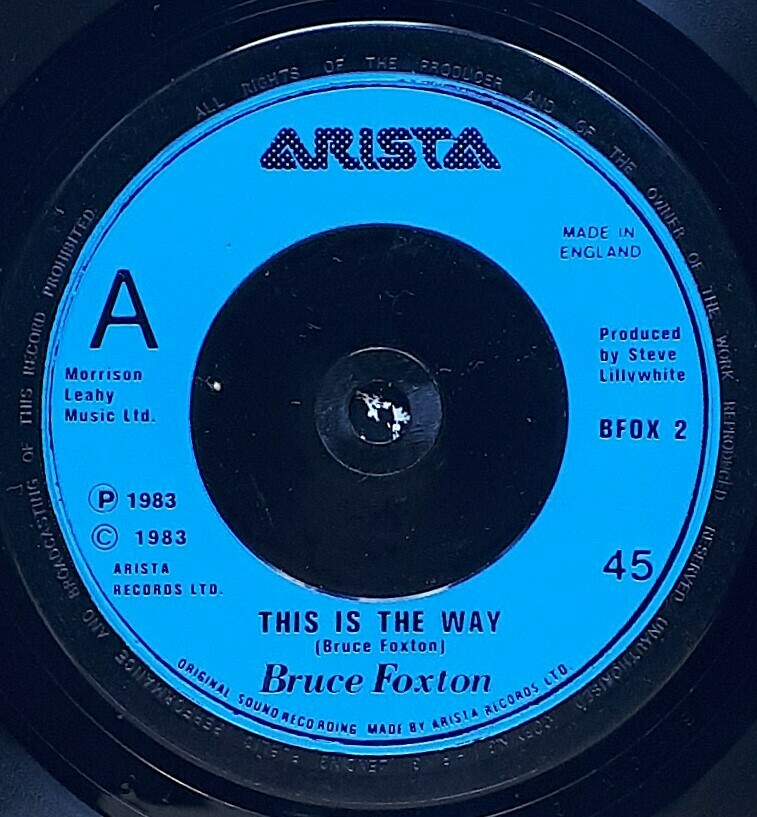 ALL RIGHTS OF THE PRODUCER AND OF THE OWNER OF THE WORK REPRODUCED RESERVED
PERFORMANCE AND BROADCASTING OF THIS RECORD PROHIBITED.
ARISTA
MADE IN
ENGLAND
A
Morrison
Leahy
Music Ltd.
Produced
by Steve
Lillywhite
BFOX 2
Ⓟ 1983
© 1983
ARISTA
RECORDS LTD.
45
THIS IS THE WAY
(Bruce Foxton)
Bruce Foxton
ORIGINAL SOUND RECORDING MADE BY ARISTA RECORDS LTD.